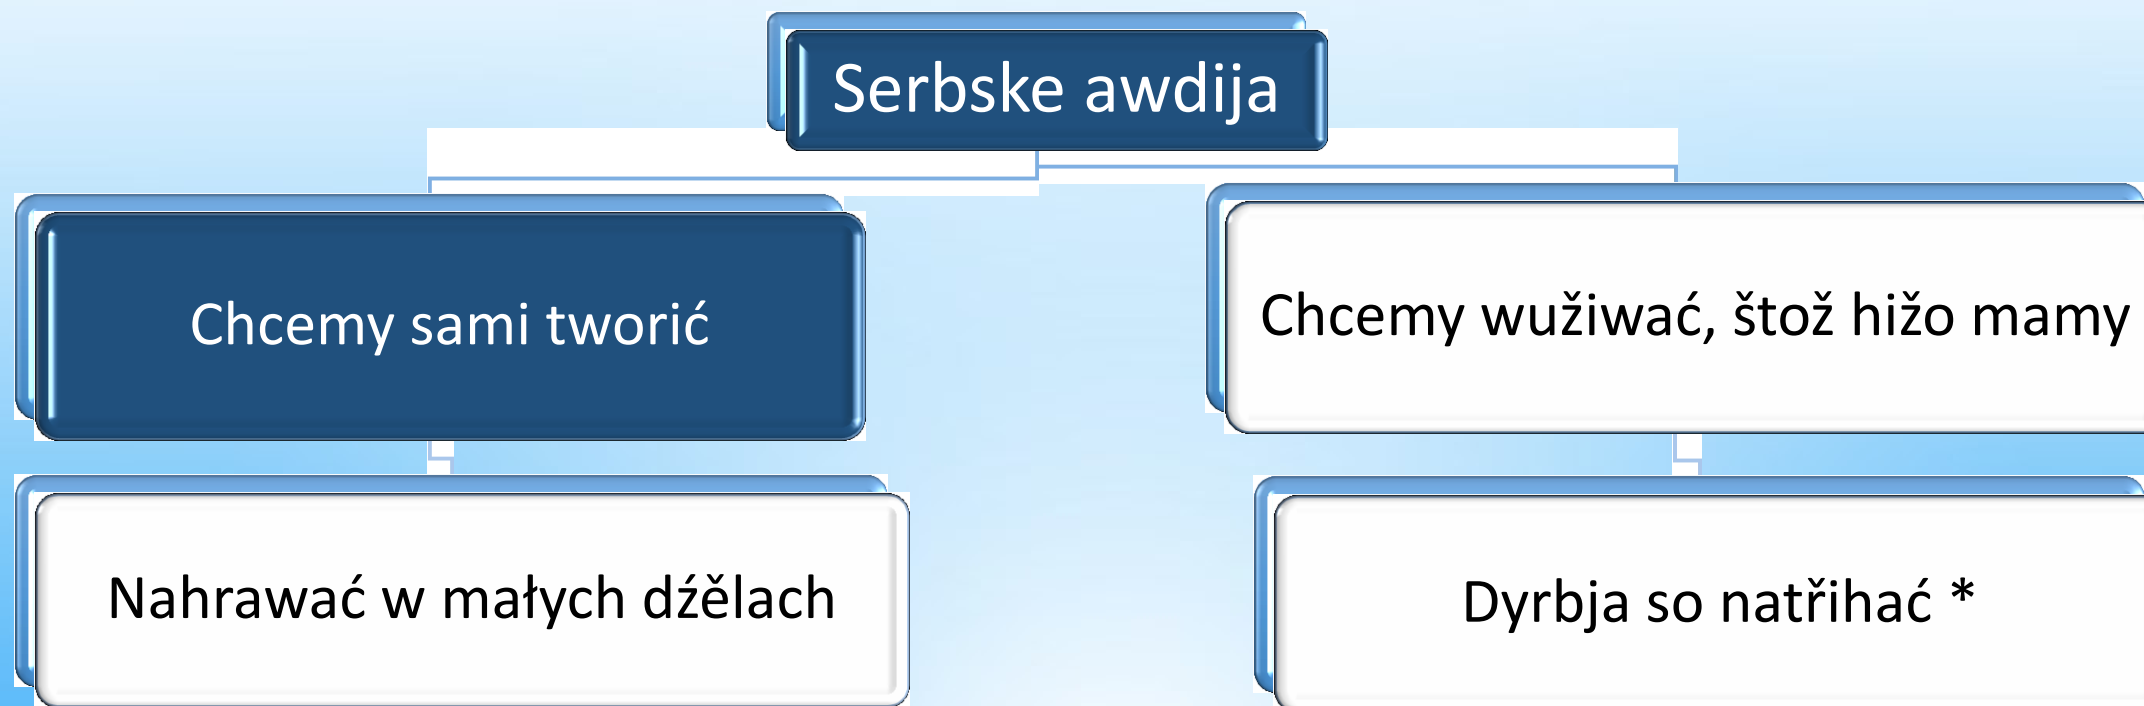 Serbske awdija
Chcemy sami tworić
Chcemy wužiwać, štož hižo mamy
Nahrawać w małych dźělach
Dyrbja so natřihać *